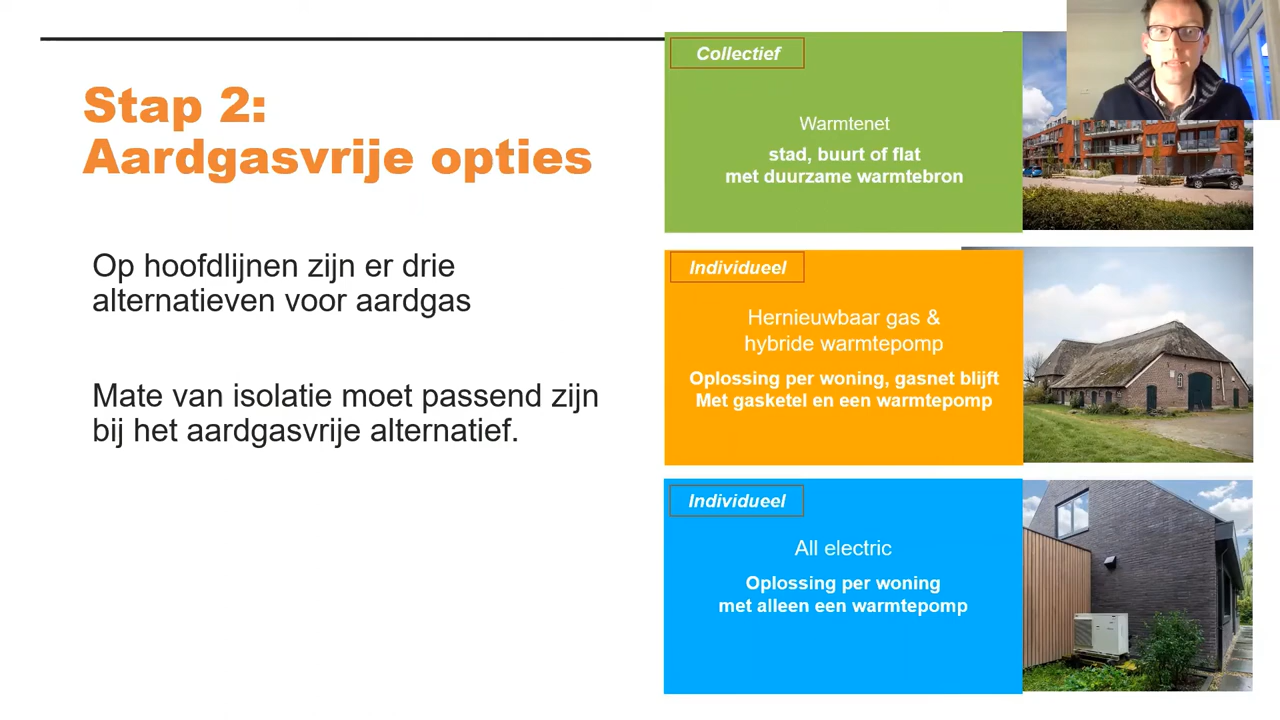 Stap 2:
Aardgasvrije opties
Op hoofdlijnen zijn er drie
alternatieven voor aardgas
Mate van isolatie moet passend zijn
bij het aardgasvrije alternatief.
Collectief
Warmtenet
stad, buurt of flat
met duurzame warmtebron
Individueel
Hernieuwbaar gas &
hybride warmtepomp
Oplossing per woning, gasnet blijft
Met gasketel en een warmtepomp
Individueel
All electric
Oplossing per woning
met alleen een warmtepomp